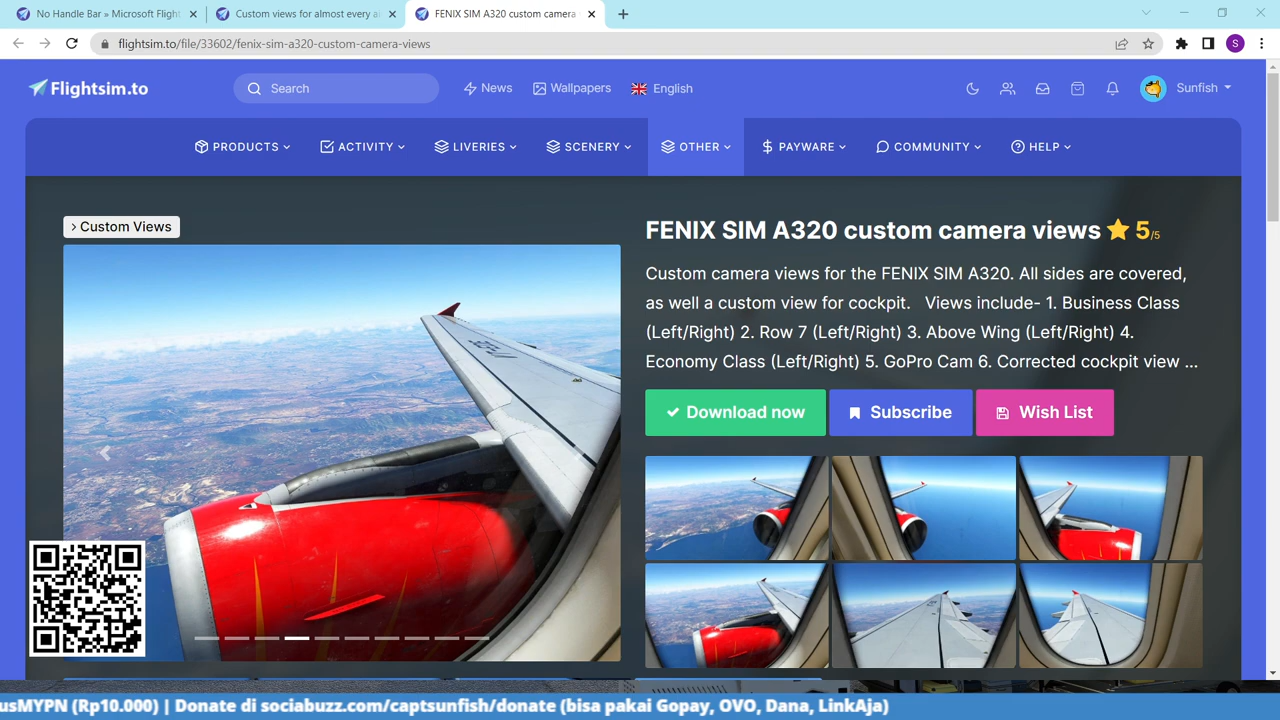 No Handle Bar » Microsoft Flight
Custom views for almost every ai
FENIX SIM A320 custom camera
flightsim.to/file/33602/fenix-sim-a320-custom-camera-views
S
Flightsim.to
Search
News
Wallpapers
English
Sunfish
PRODUCTS
ACTIVITY
LIVERIES
SCENERY
OTHER
PAYWARE
COMMUNITY
HELP
> Custom Views
FENIX SIM A320 custom camera views 5/5
Custom camera views for the FENIX SIM A320. All sides are covered,
as well a custom view for cockpit. Views include- 1. Business Class
(Left/Right) 2. Row 7 (Left/Right) 3. Above Wing (Left/Right) 4.
Economy Class (Left/Right) 5. GoPro Cam 6. Corrected cockpit view ...
Download now
Subscribe
Wish List
usMYPN (Rp10.000) | Donate di sociabuzz.com/captsunfish/donate (bisa pakai Gopay, OVO, Dana, LinkAja)